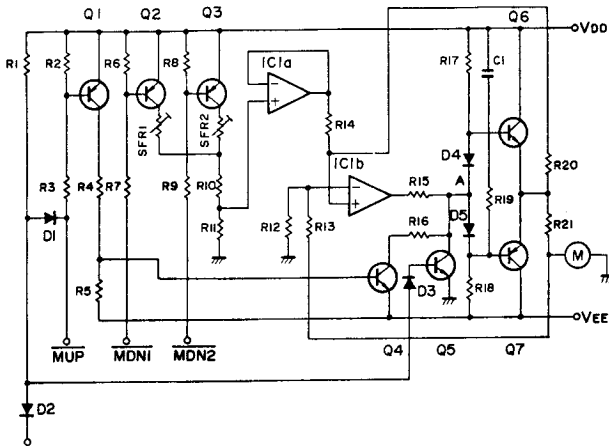 Q1 Q2 Q3 Q6
VDD
R1 R2 R6 R8 IC1a R17 C1
SFR1 SFR2
R14
D4 R20
IC1b
R3 R4 R7 R9 R10 R15 A R19
D1 R11 R12 R13 R16 D5 R21
M
R5 D3 R18
VEE
MUP MDN1 MDN2 Q4 Q5 Q7
D2